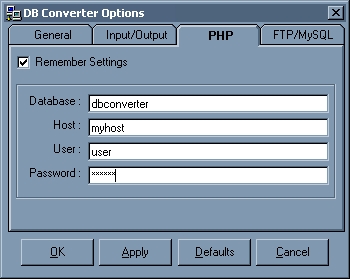 DB Converter Options
General Input/Output PHP FTP/MySQL
Remember Settings
Database : dbconverter
Host : myhost
User : user
Password : ******
OK Apply Defaults Cancel